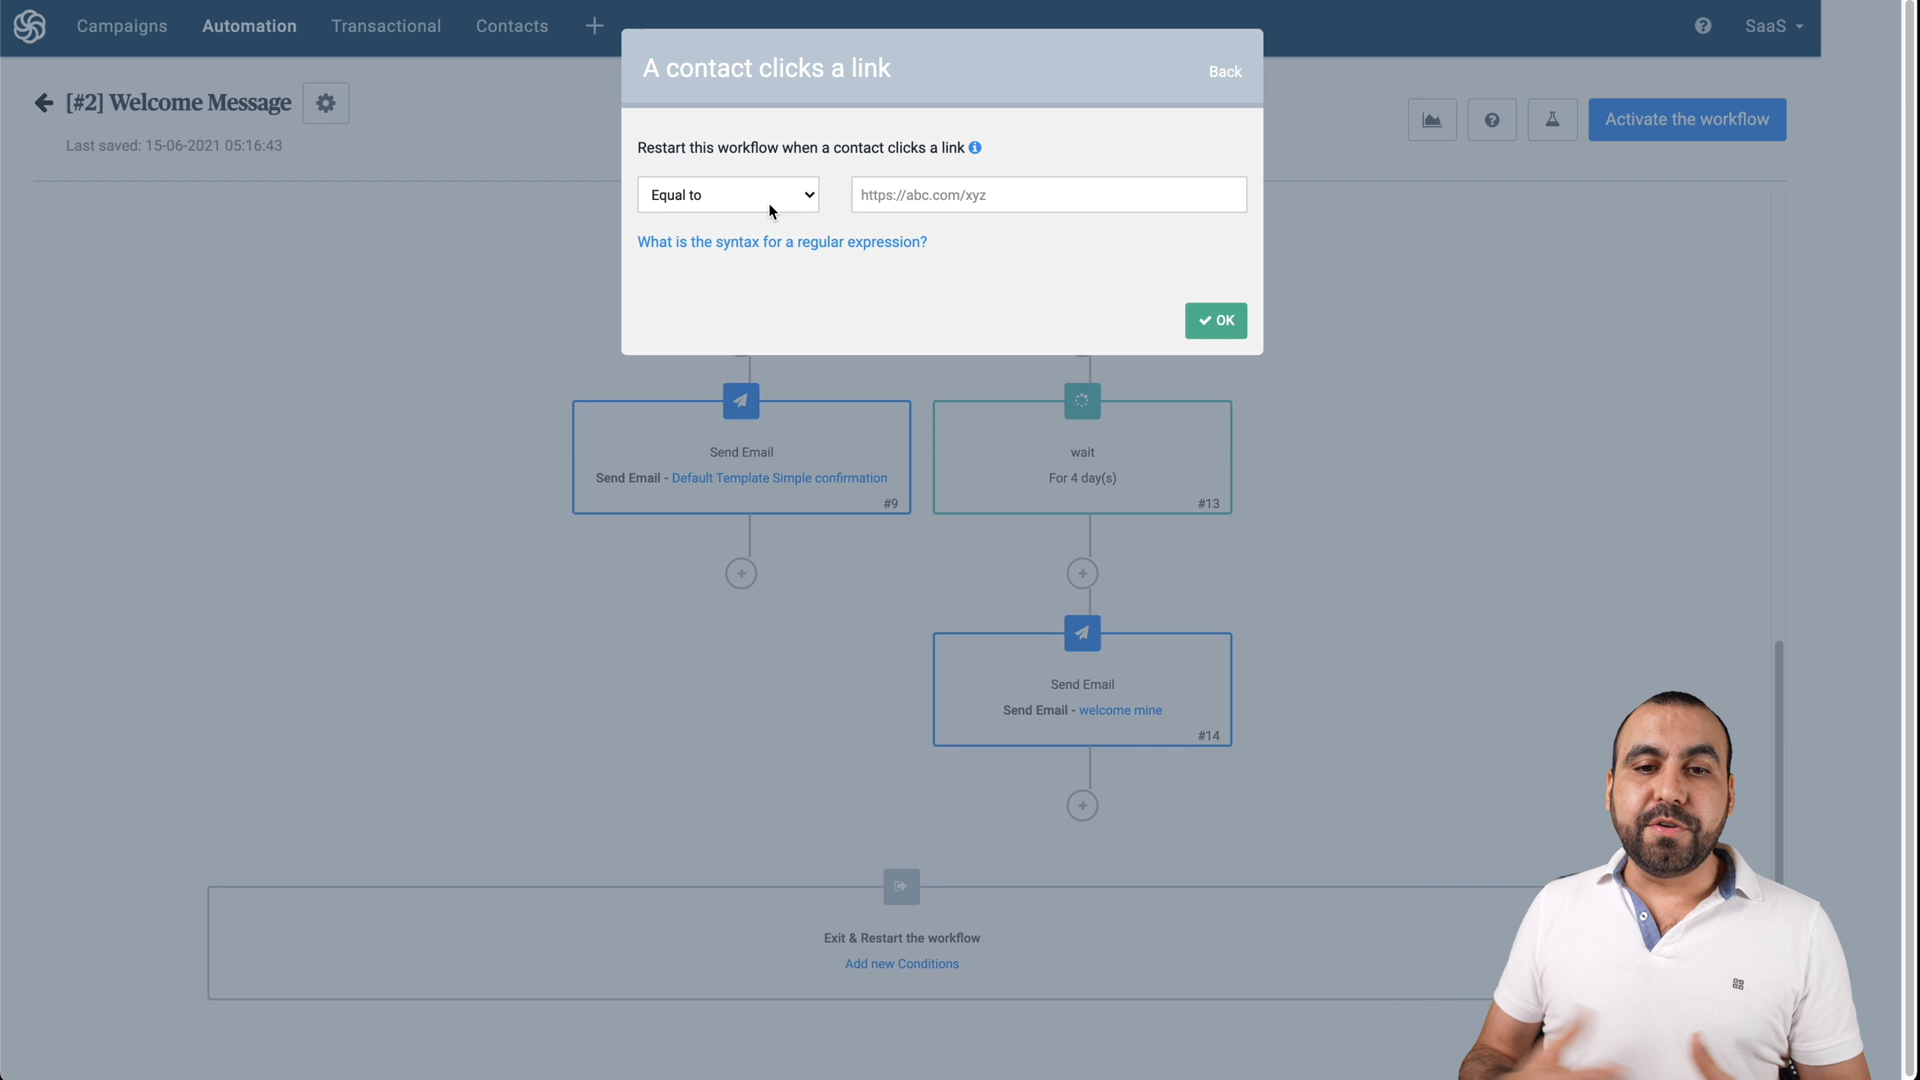 Campaigns Automation Transactional Contacts SaaS
A contact clicks a link Back
[#2] Welcome Message
Last saved: 15-06-2021 05:16:43
Activate the workflow
Restart this workflow when a contact clicks a link
Equal to
https://abc.com/xyz
What is the syntax for a regular expression?
OK
Send Email
Send Email - Default Template Simple confirmation
#9
wait
For 4 day(s)
#13
Send Email
Send Email - welcome mine
#14
Exit & Restart the workflow
Add new Conditions